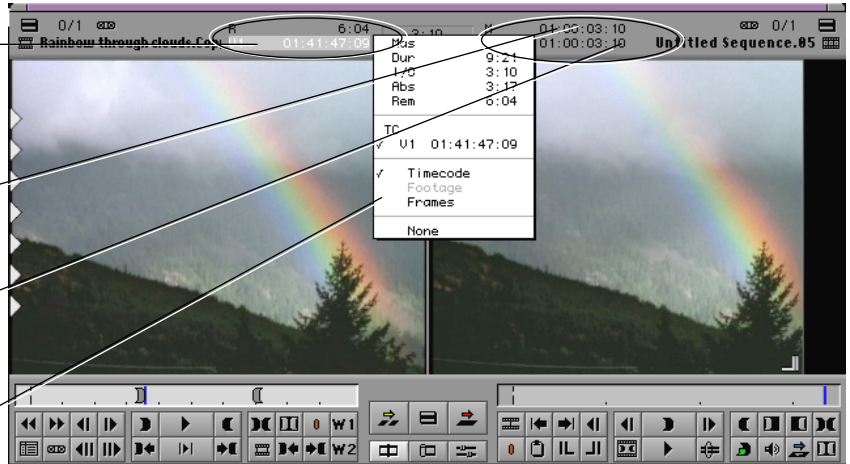 0/1 R 6:04 3:10 M 01:00:03:10 0/1
Rainbow through clouds.Cop V1 01:41:47:09 01:00:03:10 Untitled Sequence.05
Mas
Dur 9:21
I/O 3:10
Abs 3:17
Rem 6:04
TC
✓ V1 01:41:47:09
✓ Timecode
Footage
Frames
None
W1
W2